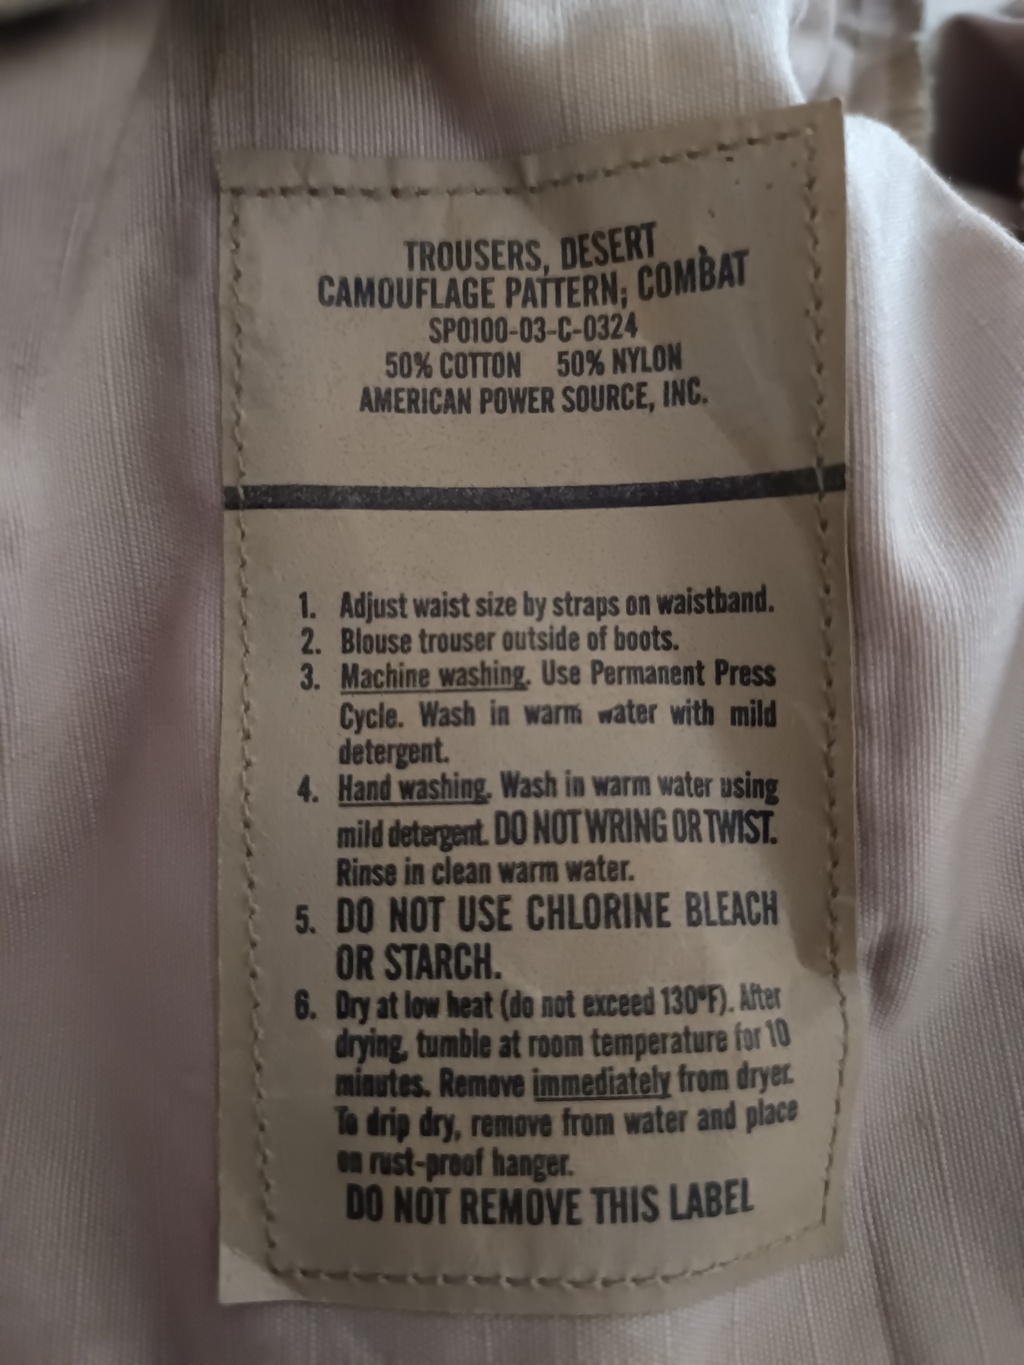 TROUSERS, DESERT
CAMOUFLAGE PATTERN; COMBAT
SPO100-03-C-0324
50% COTTON 50% NYLON
AMERICAN POWER SOURCE, INC.
1. Adjust waist size by straps on waistband.
2. Blouse trouser outside of boots.
3. Machine washing. Use Permanent Press
Cycle. Wash in warm water with mild
detergent.
4. Hand washing. Wash in warm water using
mild detergent. DO NOT WRING OR TWIST.
Rinse in clean warm water.
5. DO NOT USE CHLORINE BLEACH
OR STARCH.
6. Dry at low heat (do not exceed 130°F). After
drying, tumble at room temperature for 10
minutes. Remove immediately from dryer.
To drip dry, remove from water and place
on rust-proof hanger.
DO NOT REMOVE THIS LABEL